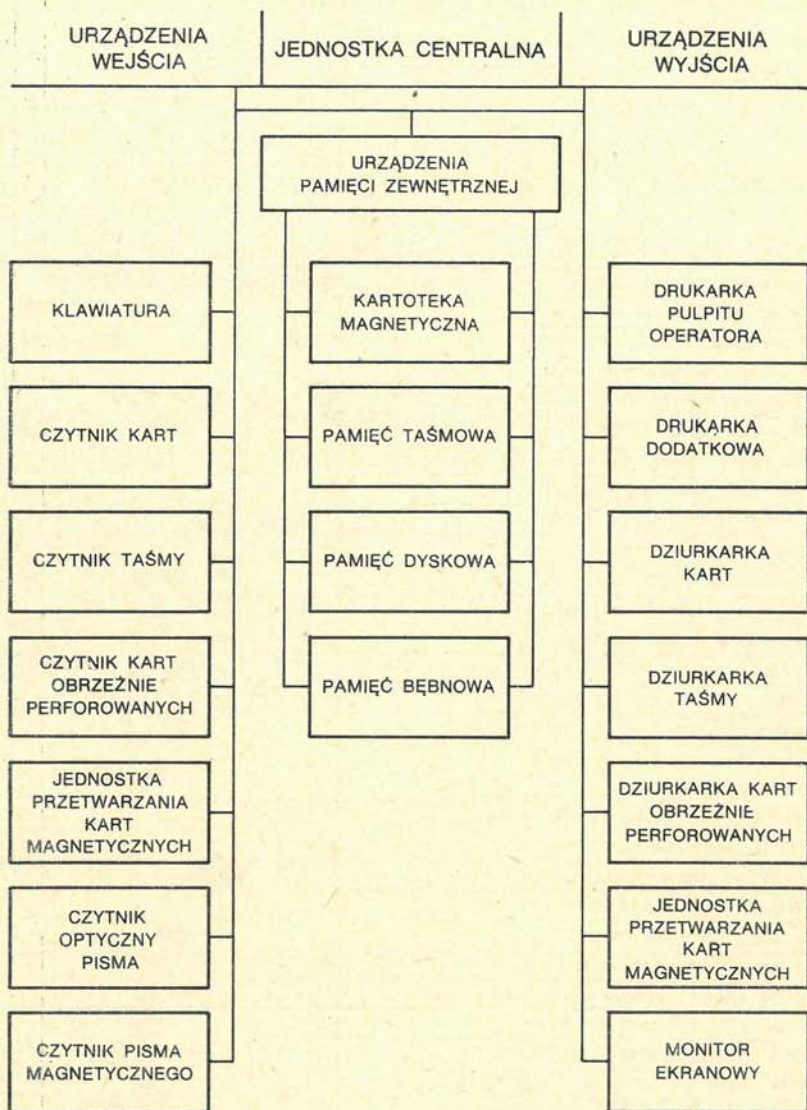 URZĄDZENIA
WEJŚCIA
JEDNOSTKA CENTRALNA
URZĄDZENIA
WYJŚCIA
URZĄDZENIA
PAMIĘCI ZEWNĘTRZNEJ
KLAWIATURA
CZYTNIK KART
CZYTNIK TAŚMY
CZYTNIK KART
OBRZEŻNIE
PERFOROWANYCH
JEDNOSTKA
PRZETWARZANIA
KART
MAGNETYCZNYCH
CZYTNIK
OPTYCZNY
PISMA
CZYTNIK PISMA
MAGNETYCZNEGO
KARTOTEKA
MAGNETYCZNA
PAMIĘĆ TAŚMOWA
PAMIĘĆ DYSKOWA
PAMIĘĆ BĘBNOWA
DRUKARKA
PULPITU
OPERATORA
DRUKARKA
DODATKOWA
DZIURKARKA
KART
DZIURKARKA
TAŚMY
DZIURKARKA KART
OBRZEŻNIE
PERFOROWANYCH
JEDNOSTKA
PRZETWARZANIA
KART
MAGNETYCZNYCH
MONITOR
EKRANOWY